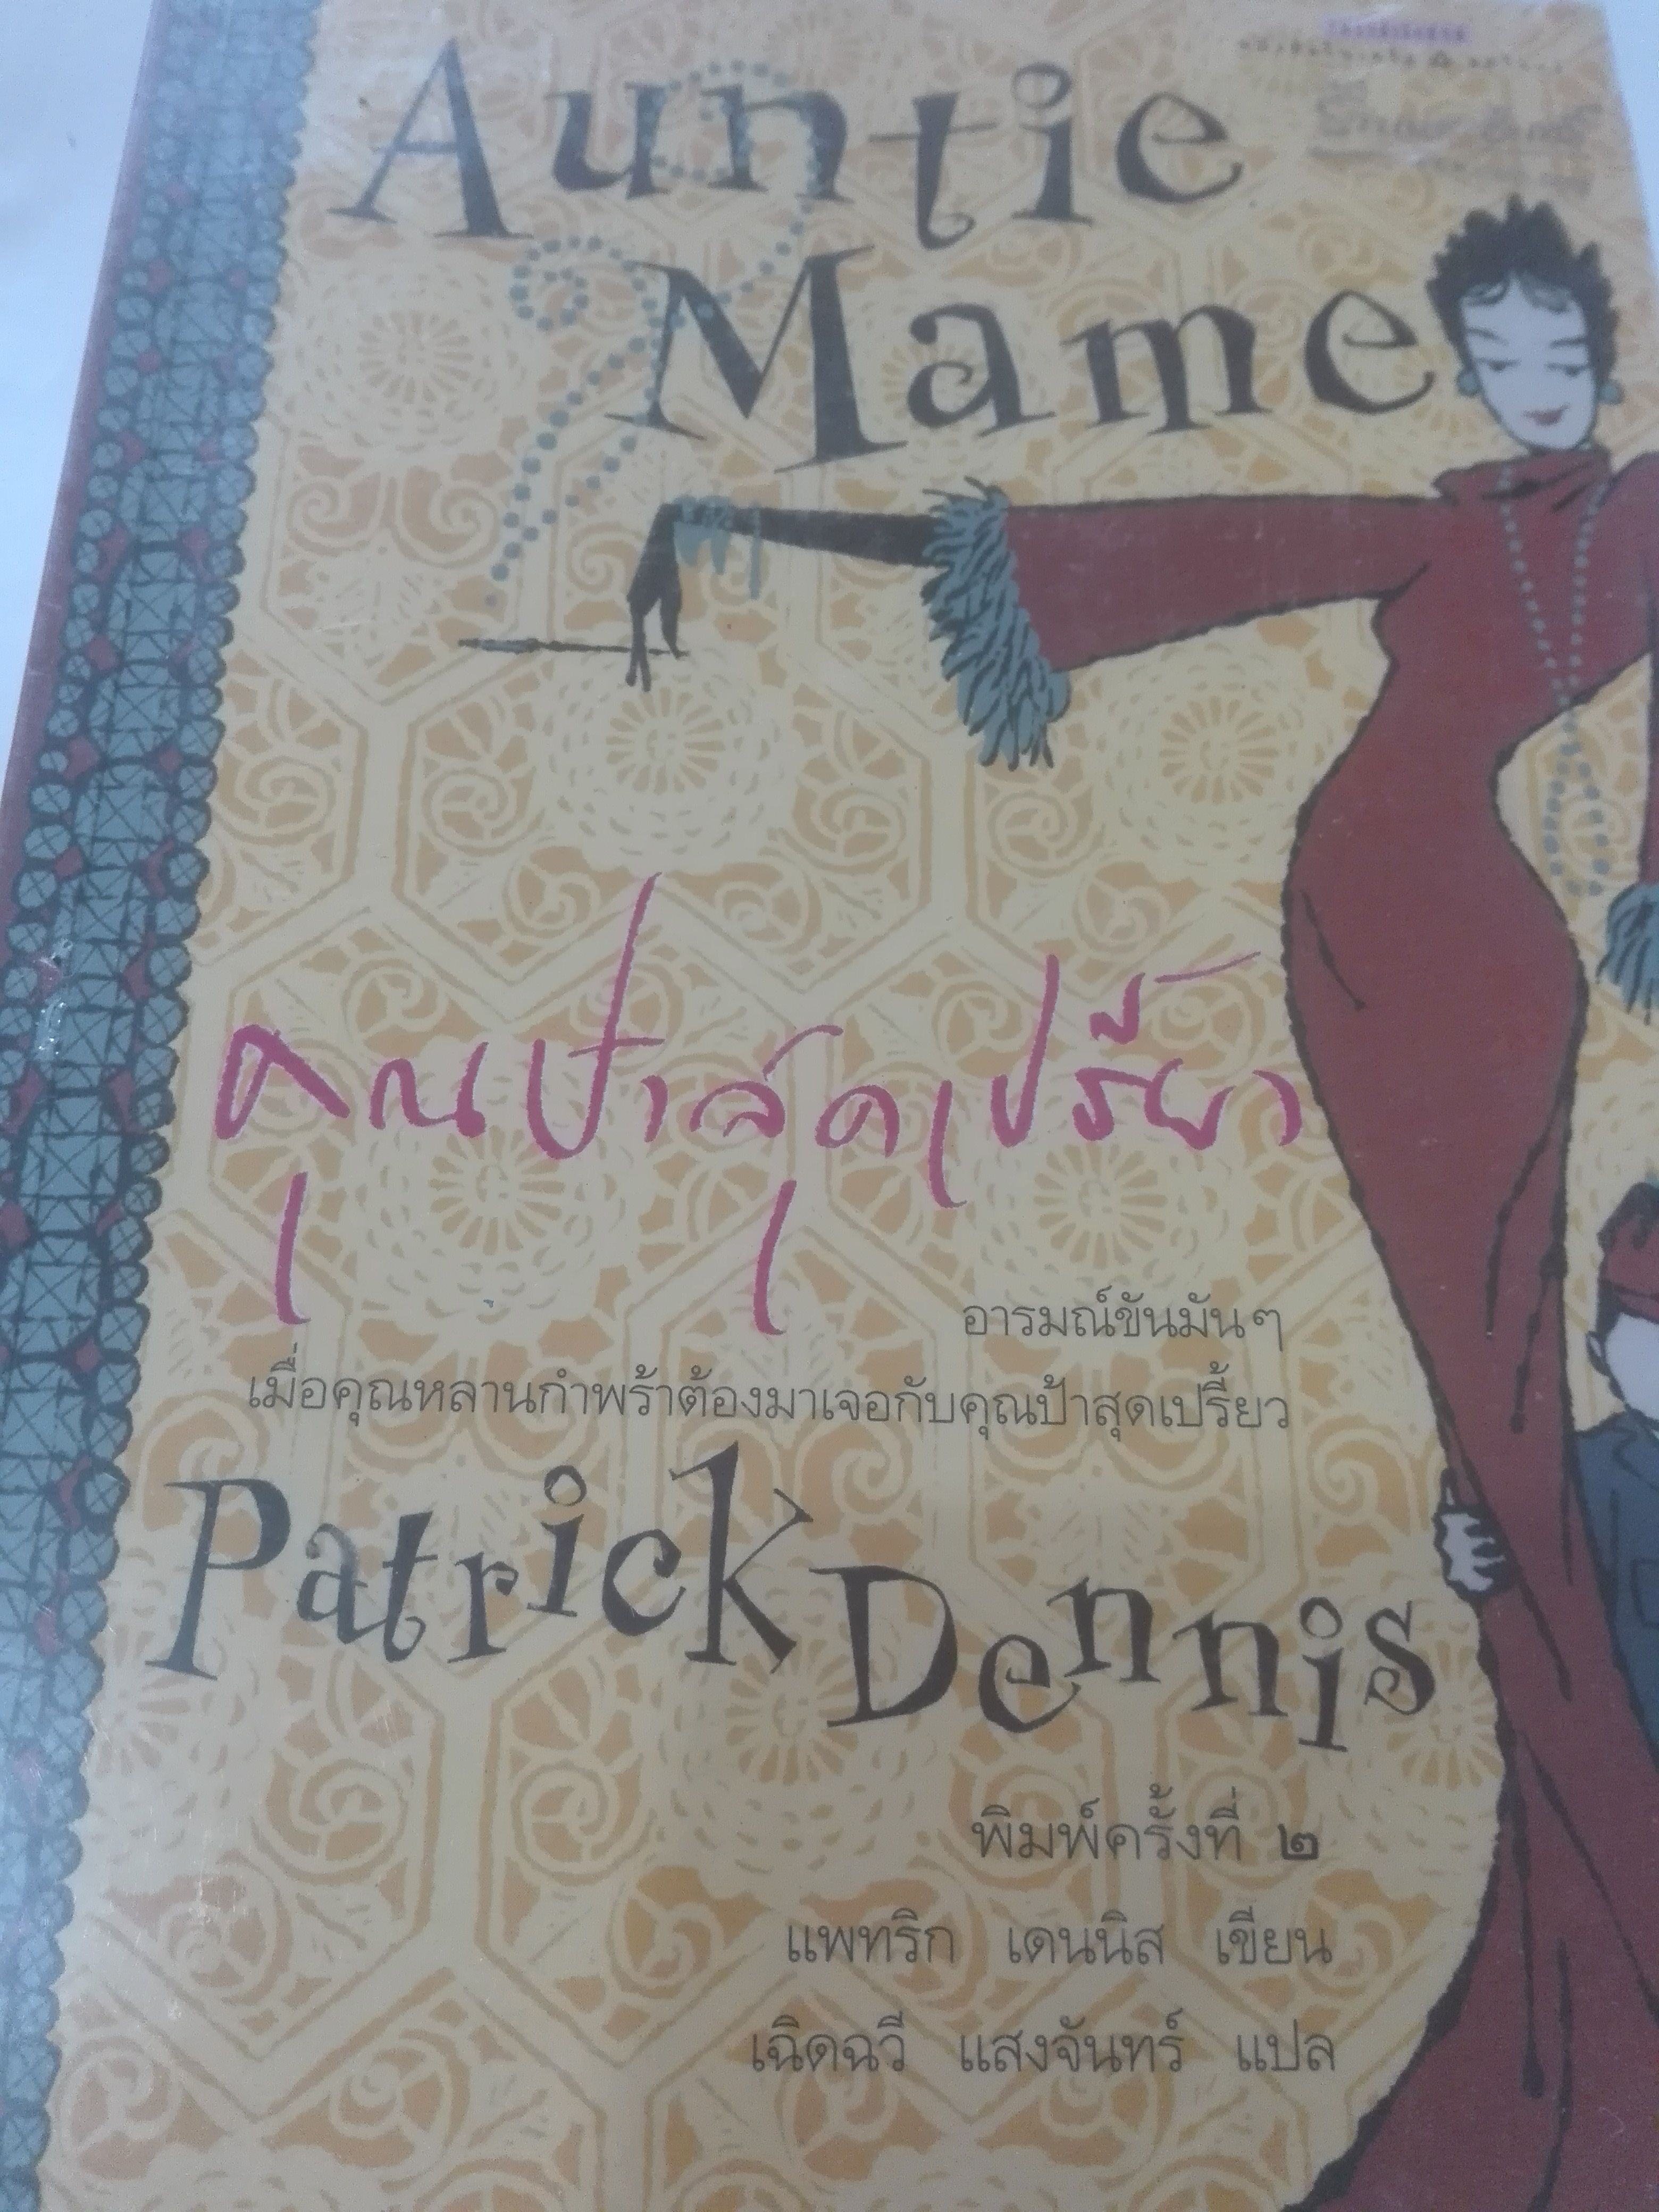 Auntie
Mame
คุณป้าสุดเปรี้ยว
อารมณ์ขันมันๆ
เมื่อคุณหลานกำพร้าต้องมาเจอกับคุณป้าสุดเปรี้ยว
Patrick Dennis
พิมพ์ครั้งที่ ๒
แพทริก เดนนิส เขียน
เฉิดฉวี แสงจันทร์ แปล